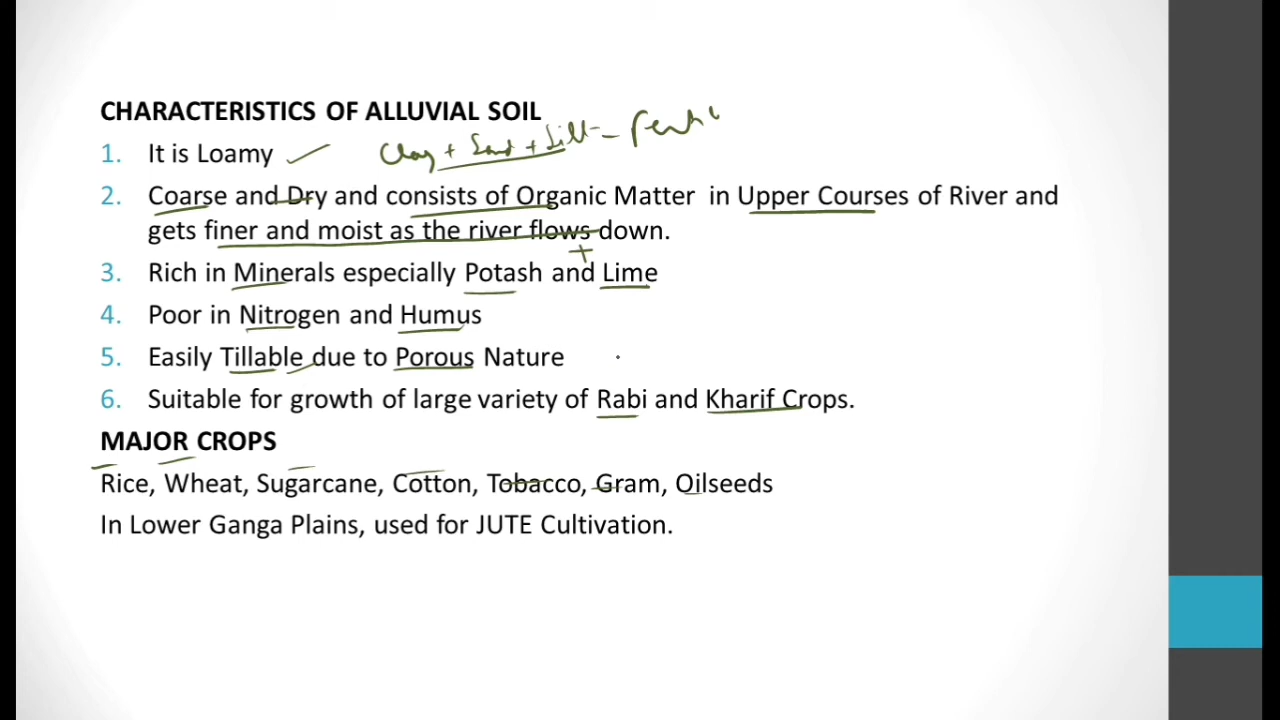 CHARACTERISTICS OF ALLUVIAL SOIL
1. It is Loamy
Clay + Sand + Silt -
2. Coarse and Dry and consists of Organic Matter in Upper Courses of River and
gets finer and moist as the river flows down.
+
3. Rich in Minerals especially Potash and Lime
4. Poor in Nitrogen and Humus
5. Easily Tillable due to Porous Nature
6. Suitable for growth of large variety of Rabi and Kharif Crops.
MAJOR CROPS
Rice, Wheat, Sugarcane, Cotton, Tobacco, Gram, Oilseeds
In Lower Ganga Plains, used for JUTE Cultivation.